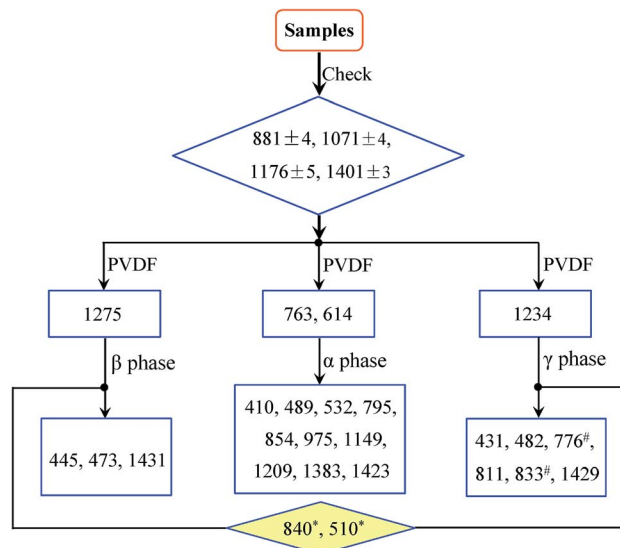 Samples
Check
881±4, 1071±4,
1176±5, 1401±3
PVDF
PVDF
PVDF
1275
763, 614
1234
β phase
α phase
γ phase
445, 473, 1431
410, 489, 532, 795,
854, 975, 1149,
1209, 1383, 1423
431, 482, 776#,
811, 833#, 1429
840*, 510*